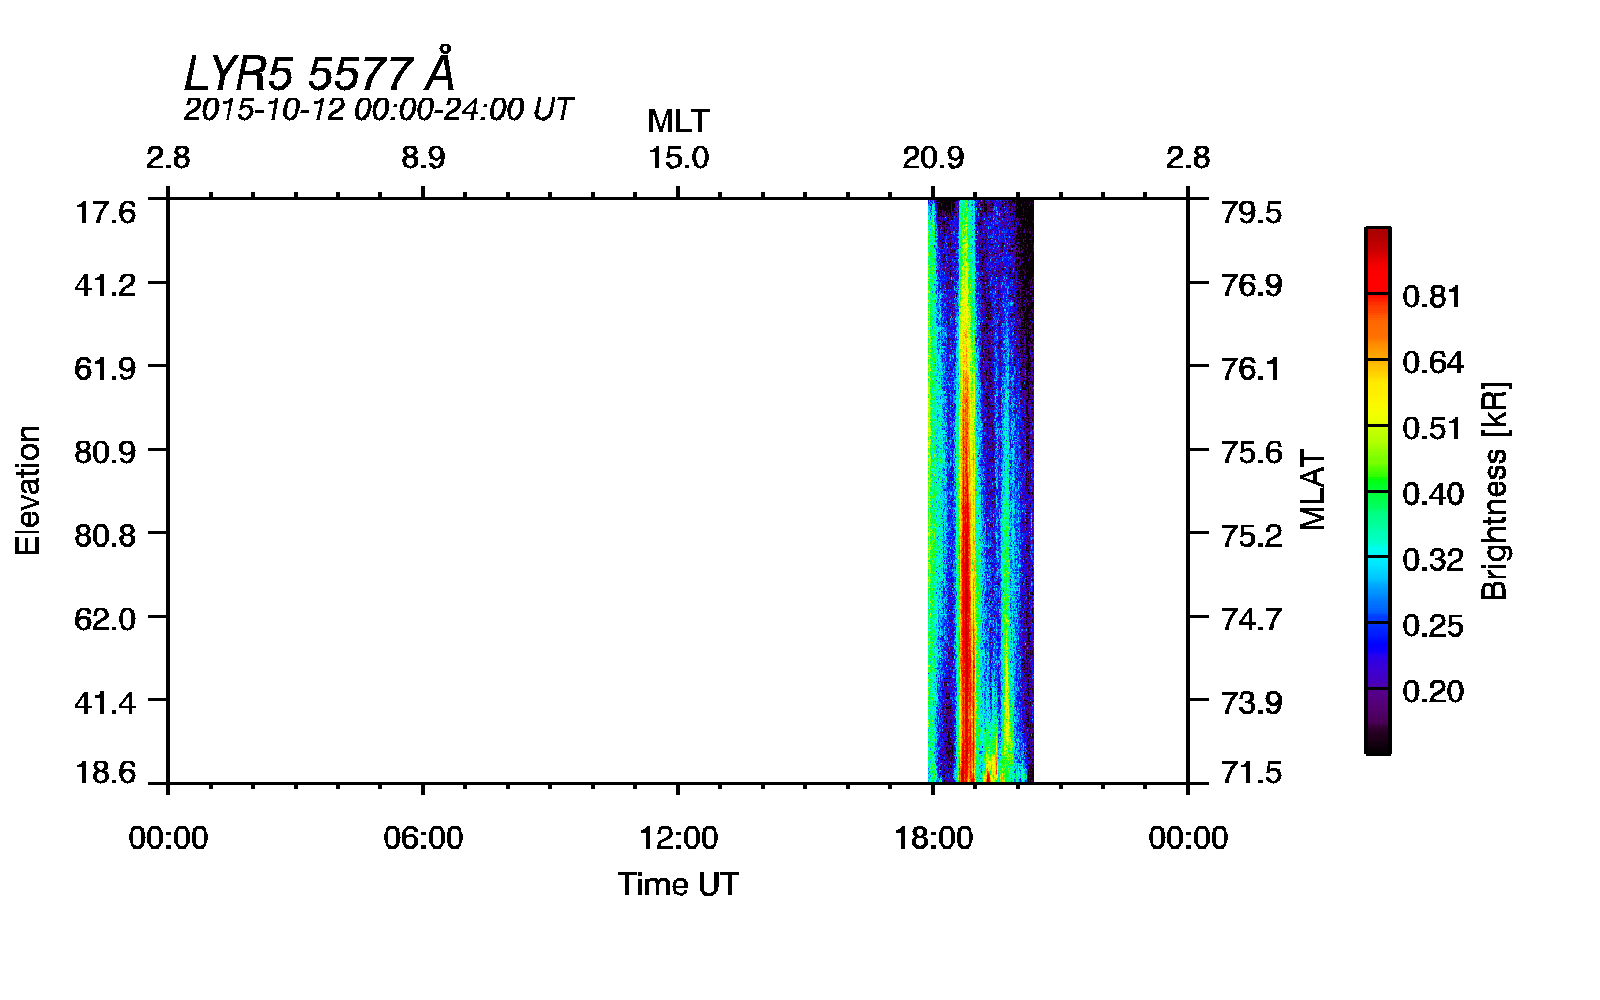 LYR5 5577 Å
2015-10-12 00:00-24:00 UT
MLT
2.8 8.9 15.0 20.9 2.8
17.6 79.5
41.2 76.9
61.9 76.1
80.9 75.6
80.8 75.2
62.0 74.7
41.4 73.9
18.6 71.5
Elevation
MLAT
0.81
0.64
0.51
0.40
0.32
0.25
0.20
Brightness [kR]
00:00 06:00 12:00 18:00 00:00
Time UT